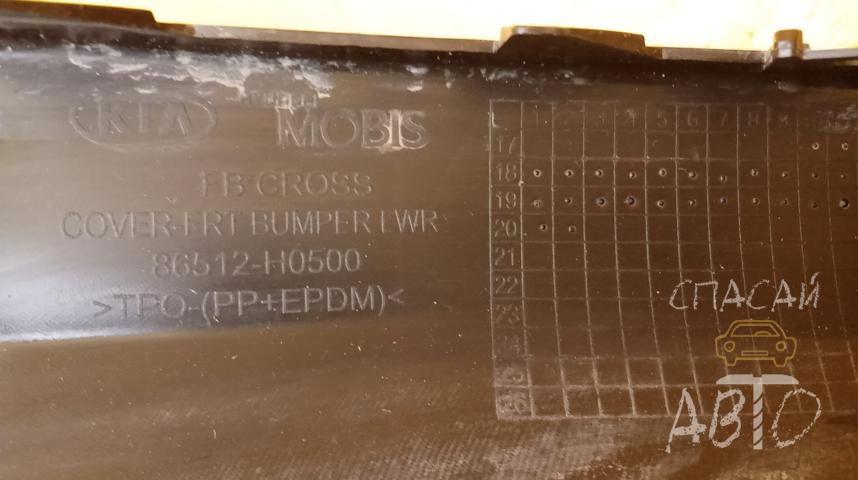 KIA MOBIS
FB CROSS
COVER-FRT BUMPER LWR
86512-H0500
>TPO-(PP+EPDM)<
1 2 3 4 5 6 7 8 9
17
18
19
20
21
22
23
24
25
26
СПАСАЙ
АВТО